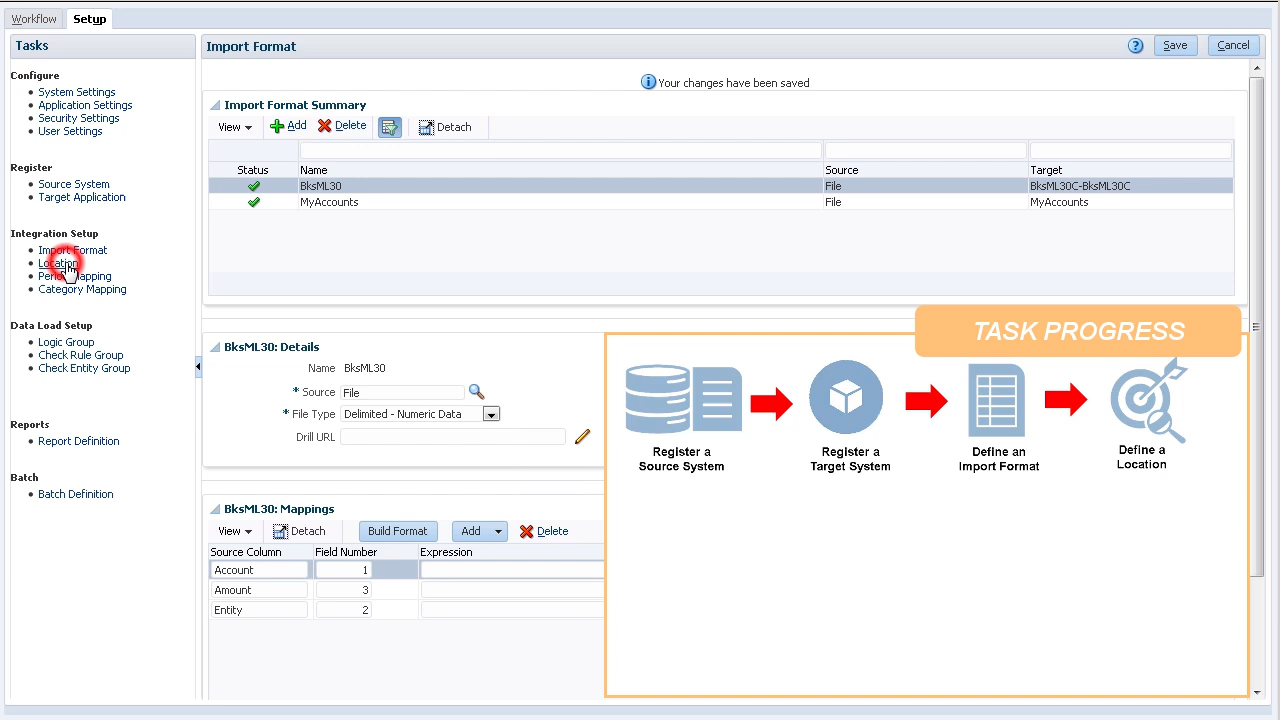 Workflow
Setup
Tasks
Import Format
Save
Cancel
Your changes have been saved
Configure
System Settings
Application Settings
Security Settings
User Settings
Register
Source System
Target Application
Integration Setup
Import Format
Location
Mapping
Category Mapping
Data Load Setup
Logic Group
Check Rule Group
Check Entity Group
Reports
Report Definition
Batch
Batch Definition
Import Format Summary
View Add Delete Detach
Status Name Source Target
BksML30 File BksML30C-BksML30C
MyAccounts File MyAccounts
BksML30: Details
Name BksML30
* Source File
* File Type Delimited - Numeric Data
Drill URL
BksML30: Mappings
View Detach Build Format Add Delete
Source Column Field Number Expression
Account 1
Amount 3
Entity 2
TASK PROGRESS
Register a
Source System
Register a
Target System
Define an
Import Format
Define a
Location